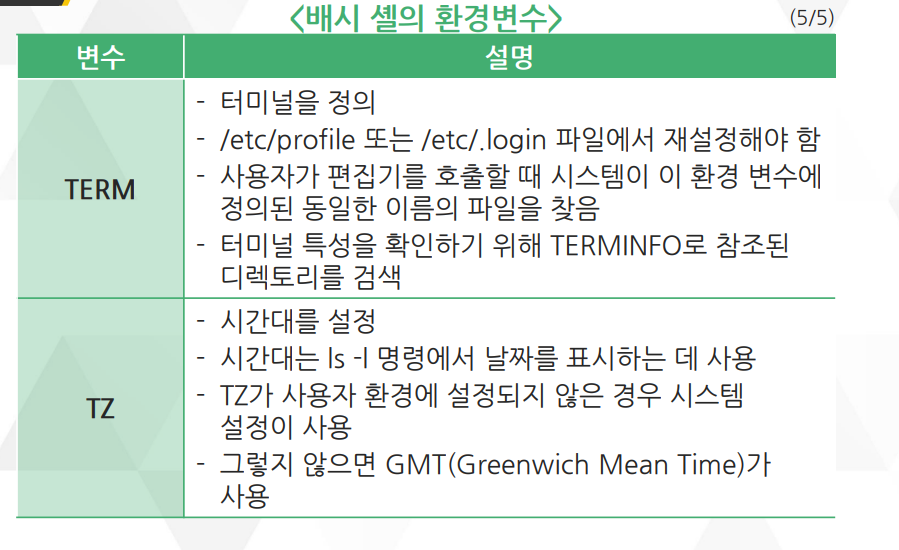 <배시 셸의 환경변수>
(5/5)
변수
설명
TERM
- 터미널을 정의
- /etc/profile 또는 /etc/.login 파일에서 재설정해야 함
- 사용자가 편집기를 호출할 때 시스템이 이 환경 변수에
정의된 동일한 이름의 파일을 찾음
- 터미널 특성을 확인하기 위해 TERMINFO로 참조된
디렉토리를 검색
TZ
- 시간대를 설정
- 시간대는 ls -l 명령에서 날짜를 표시하는 데 사용
- TZ가 사용자 환경에 설정되지 않은 경우 시스템
설정이 사용
- 그렇지 않으면 GMT(Greenwich Mean Time)가
사용